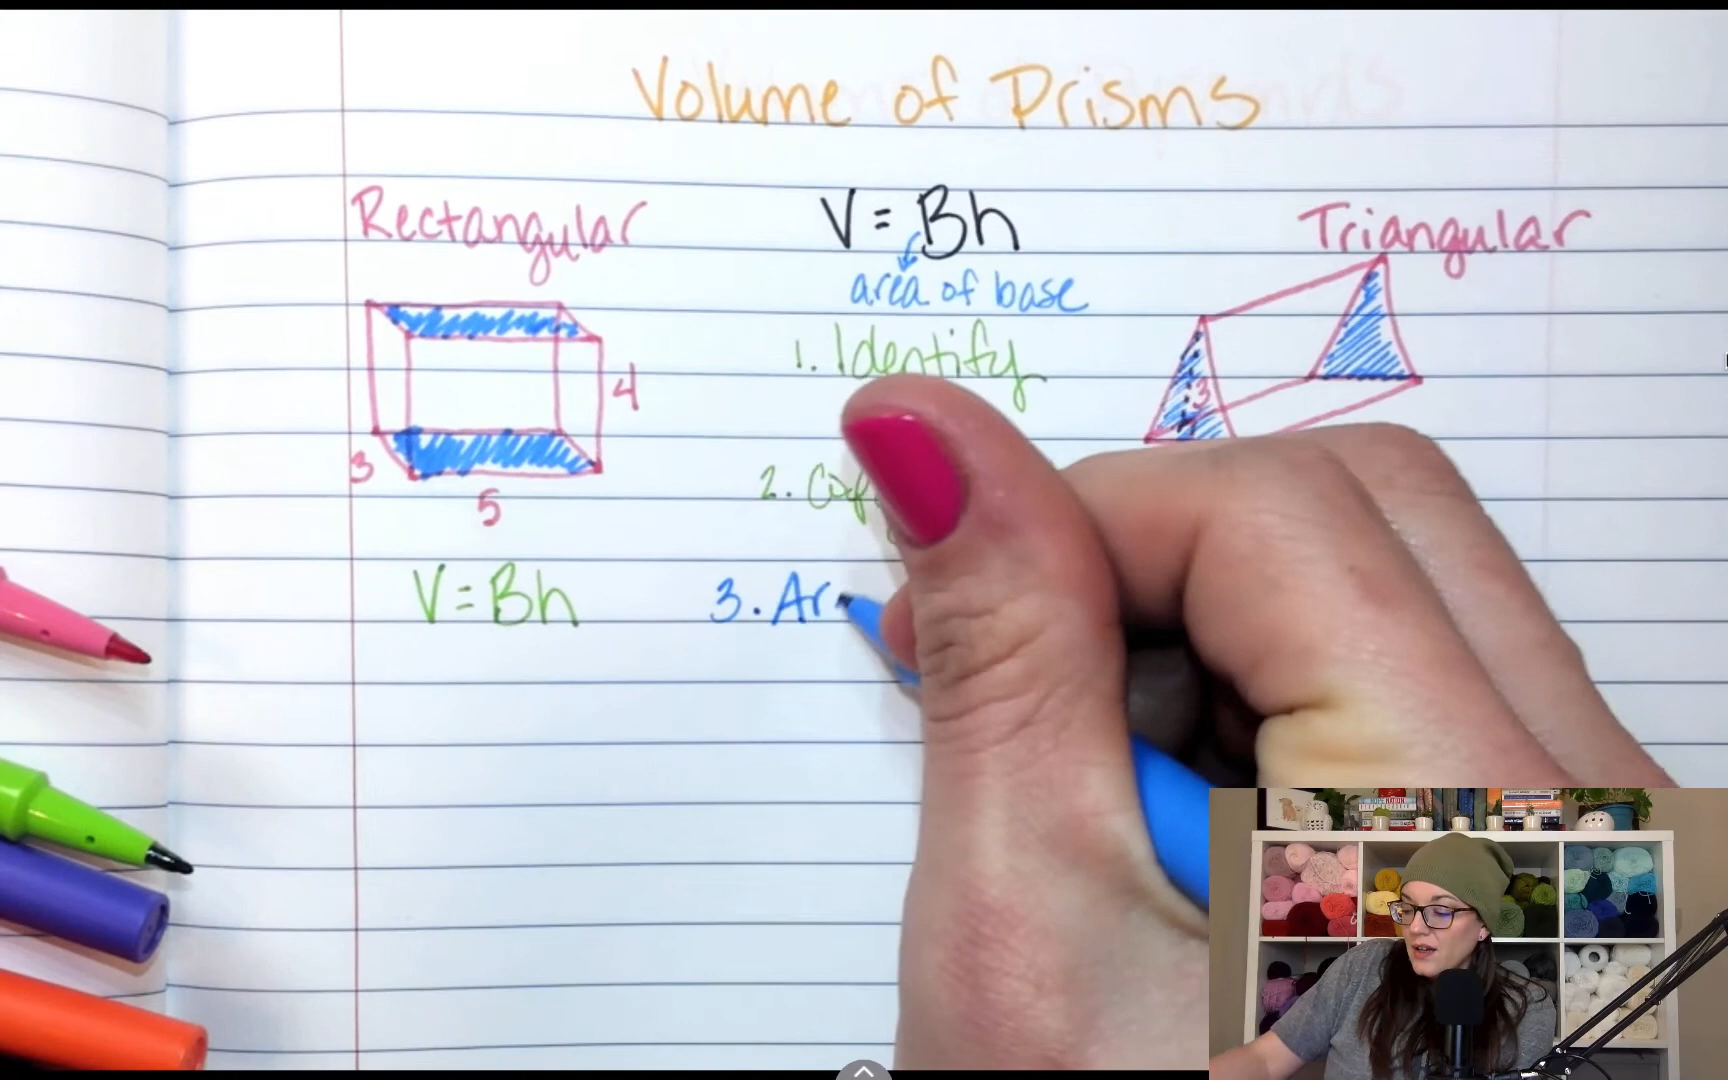 Volume of Prisms
Rectangular
V = Bh
Triangular
area of base
1. Identify
4
3
3
2.
5
V = Bh
3. Ar